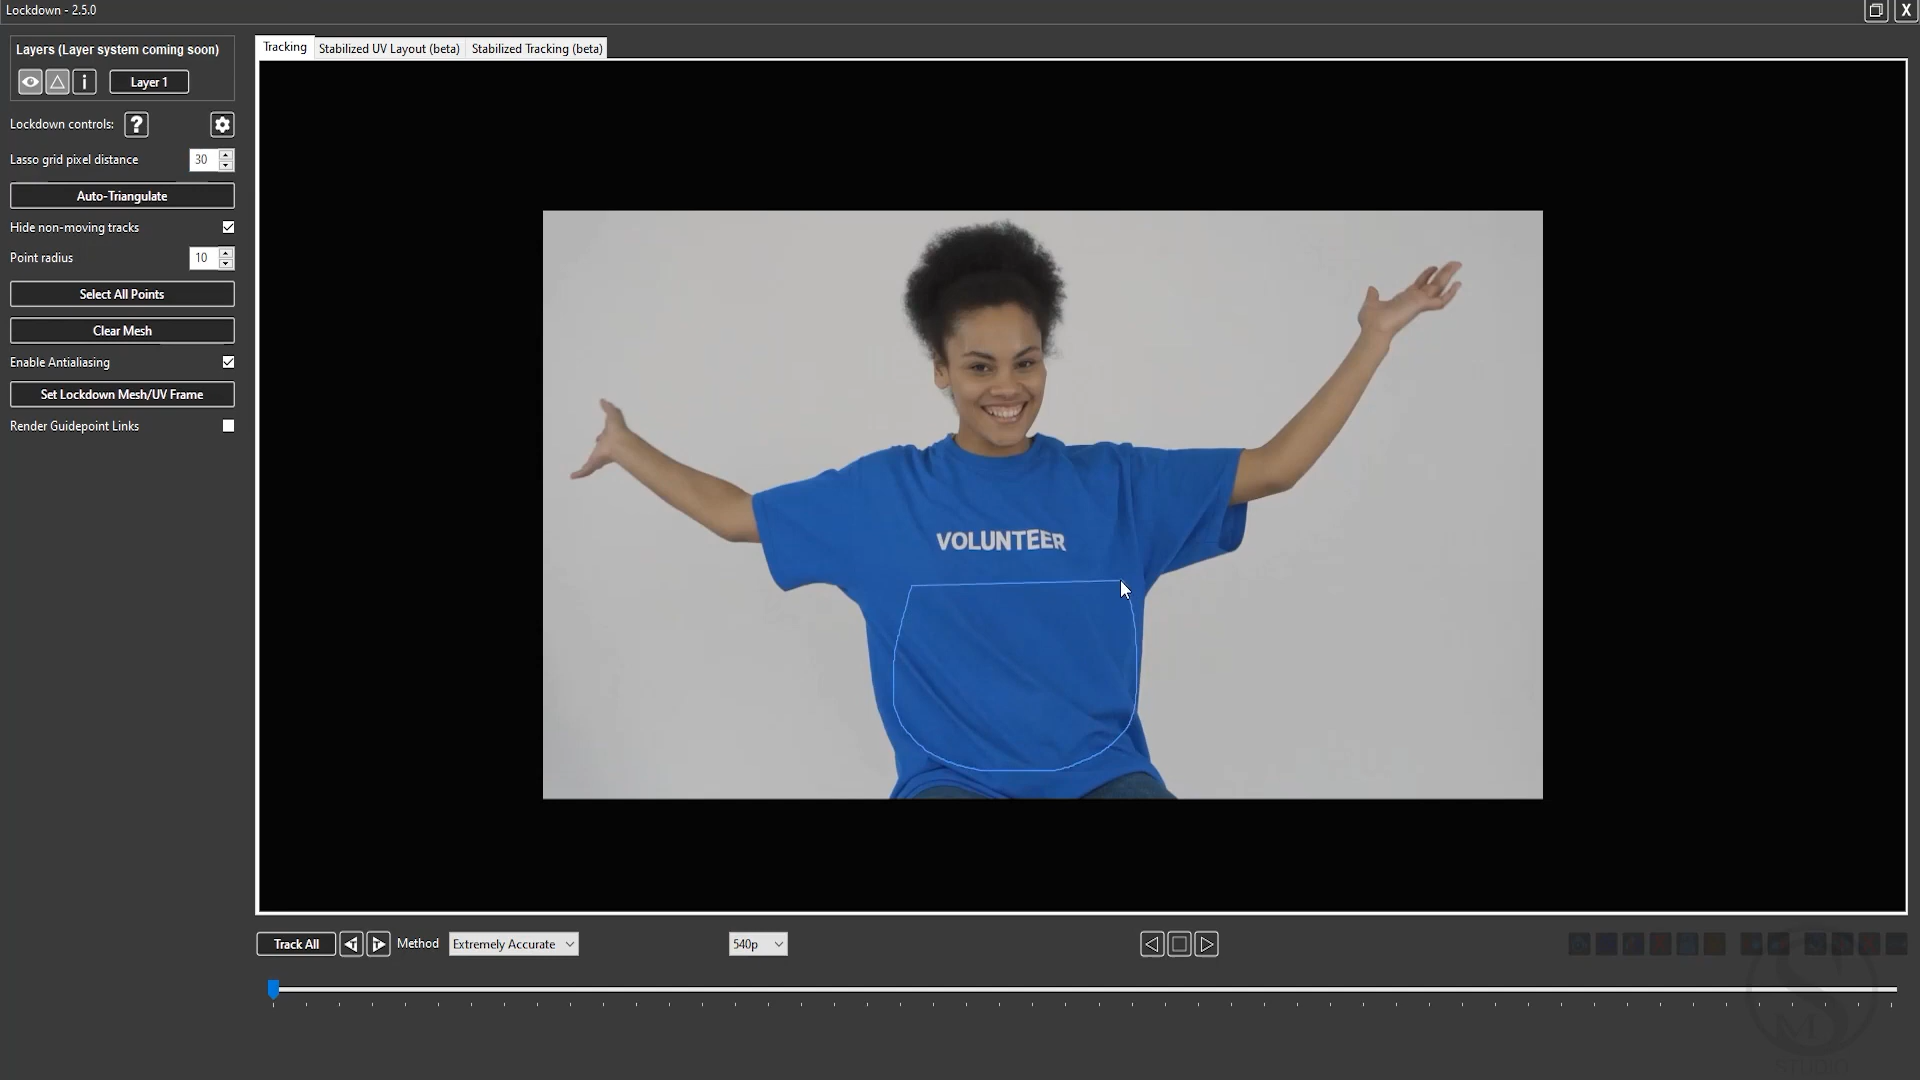 Lockdown - 2.5.0
X
Layers (Layer system coming soon)
i
Layer 1
Tracking
Stabilized UV Layout (beta)
Stabilized Tracking (beta)
Lockdown controls:
?
Lasso grid pixel distance
30
Auto-Triangulate
Hide non-moving tracks
Point radius
10
Select All Points
Clear Mesh
Enable Antialiasing
Set Lockdown Mesh/UV Frame
Render Guidepoint Links
VOLUNTEER
Track All
Method
Extremely Accurate
540p